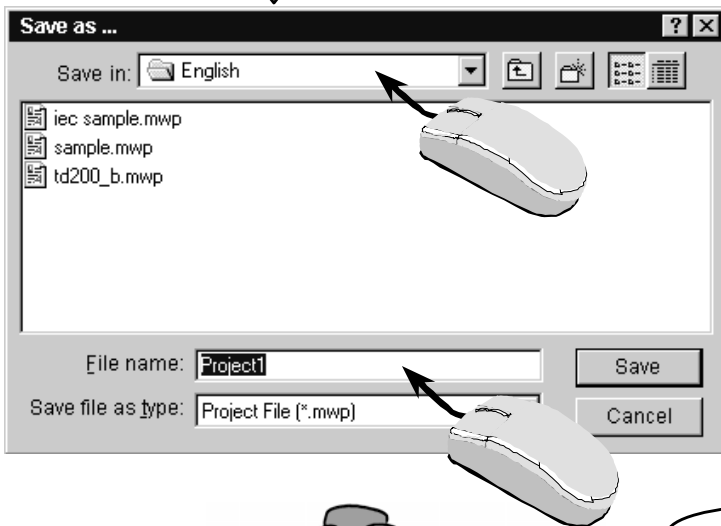 Save as ...
Save in: English
iec sample.mwp
sample.mwp
td200_b.mwp
File name: Project1 Save
Save file as type: Project File (*.mwp) Cancel